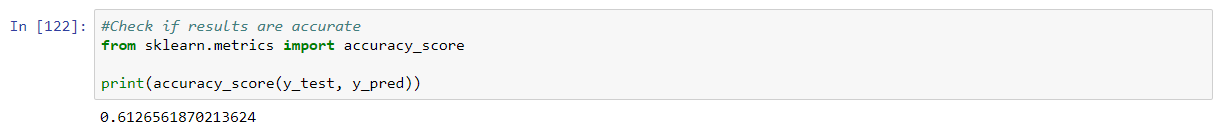 In [122]: #Check if results are accurate
from sklearn.metrics import accuracy_score
print(accuracy_score(y_test, y_pred))
0.6126561870213624